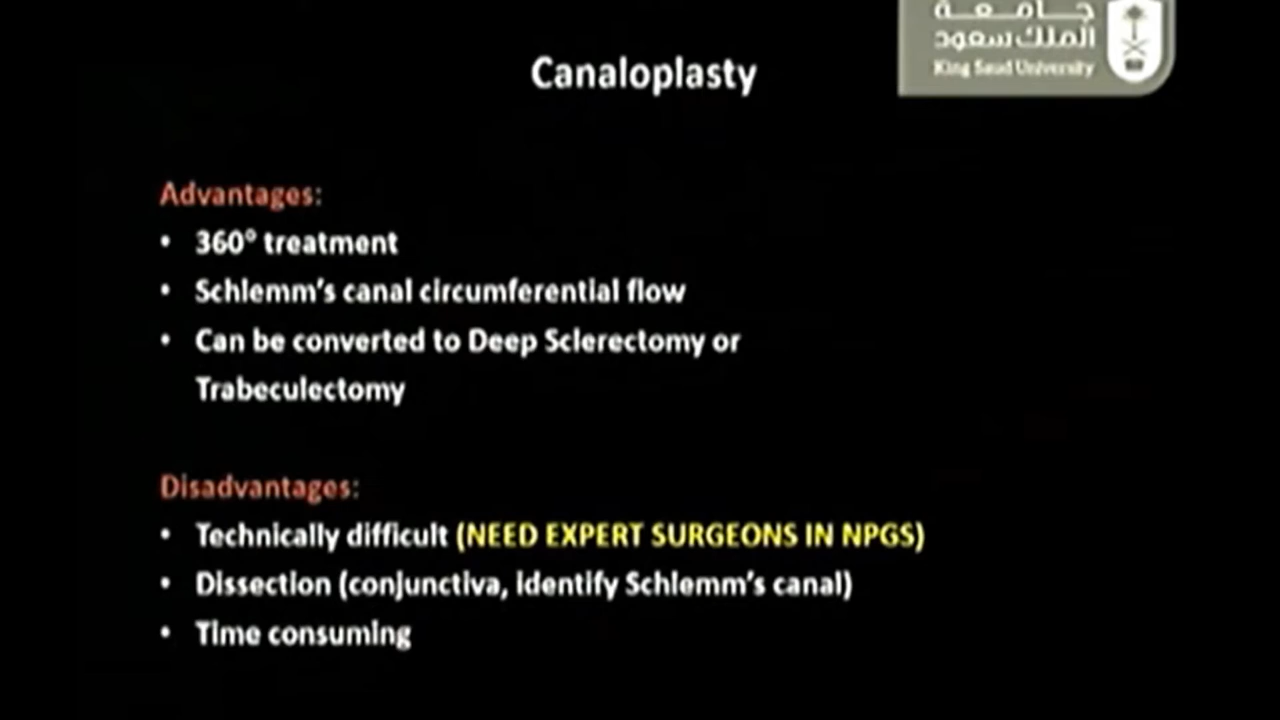 جامعة
الملك سعود
King Saud University
Canaloplasty
Advantages:
• 360° treatment
• Schlemm's canal circumferential flow
• Can be converted to Deep Sclerectomy or
Trabeculectomy
Disadvantages:
• Technically difficult (NEED EXPERT SURGEONS IN NPGS)
• Dissection (conjunctiva, identify Schlemm's canal)
• Time consuming